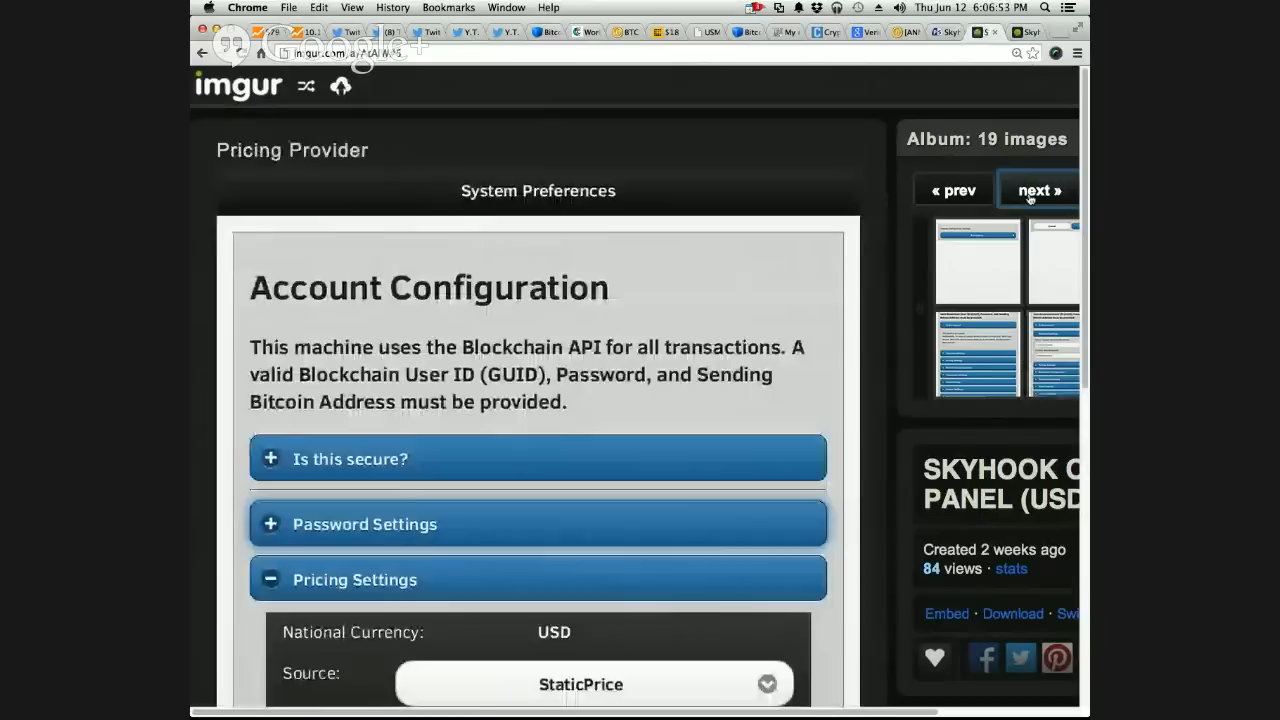 Chrome File Edit View History Bookmarks Window Help Thu Jun 12 6:06:53 PM
Google+
imgur
Pricing Provider
Album: 19 images
« prev next »
System Preferences
Account Configuration
This machine uses the Blockchain API for all transactions. A
valid Blockchain User ID (GUID), Password, and Sending
Bitcoin Address must be provided.
Is this secure?
Password Settings
Pricing Settings
National Currency: USD
Source: StaticPrice
SKYHOOK
PANEL (USD
Created 2 weeks ago
84 views · stats
Embed · Download ·